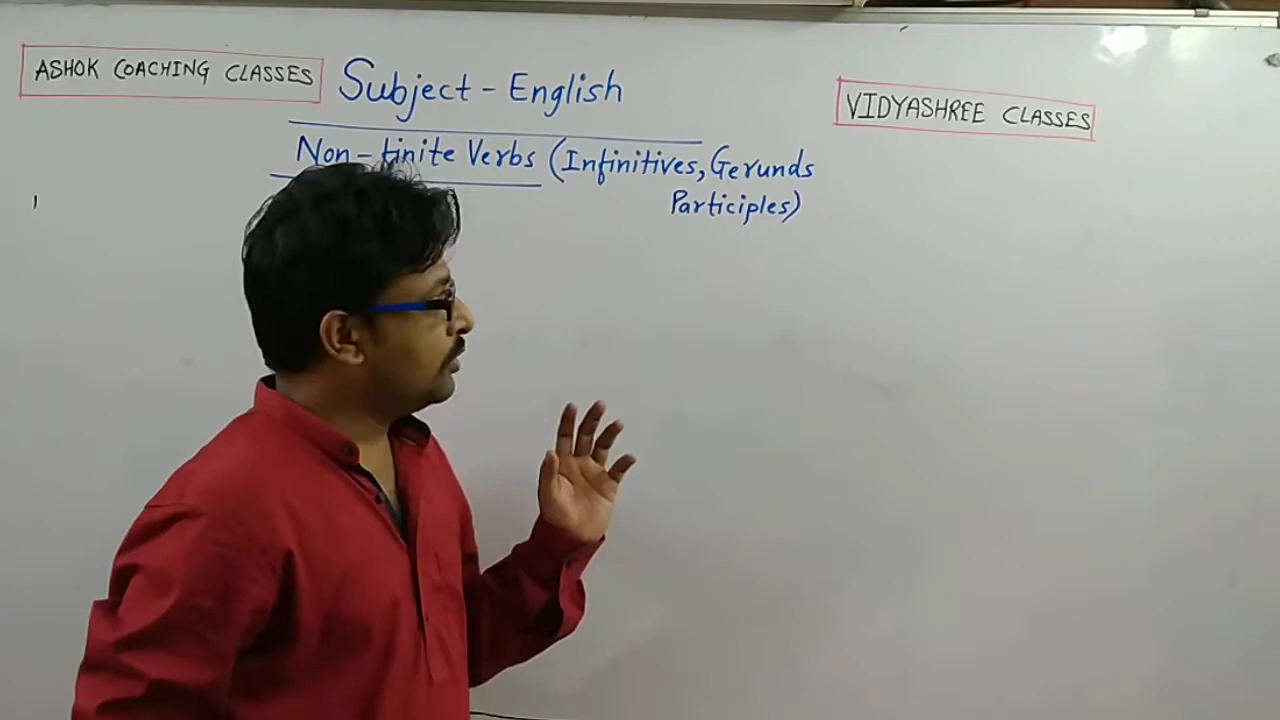 ASHOK COACHING CLASSES
Subject - English
VIDYASHREE CLASSES
Non-finite Verbs (Infinitives, Gerunds
Participles)